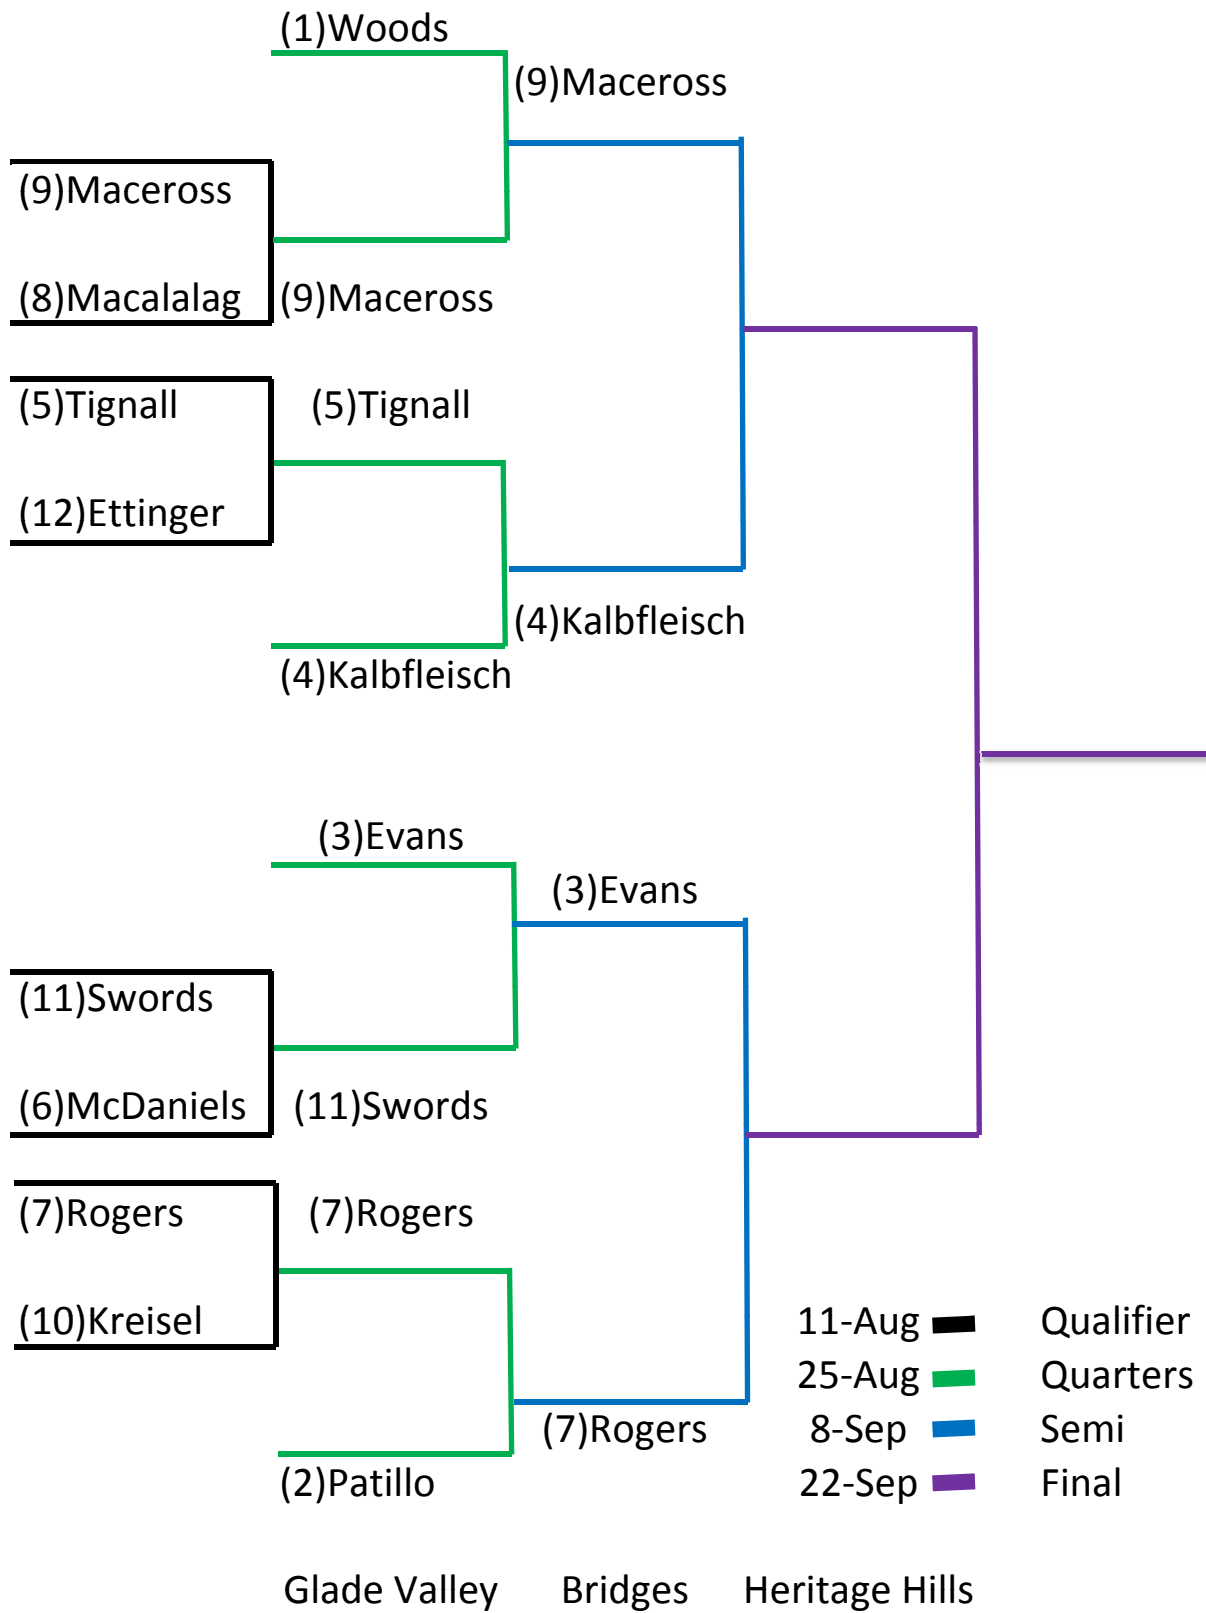 (1)Woods
(9)Maceross
(9)Maceross
(8)Macalalag
(9)Maceross
(5)Tignall
(5)Tignall
(12)Ettinger
(4)Kalbfleisch
(4)Kalbfleisch
(3)Evans
(3)Evans
(11)Swords
(6)McDaniels
(11)Swords
(7)Rogers
(7)Rogers
(10)Kreisel
(7)Rogers
(2)Patillo
11-Aug Qualifier
25-Aug Quarters
8-Sep Semi
22-Sep Final
Glade Valley Bridges Heritage Hills